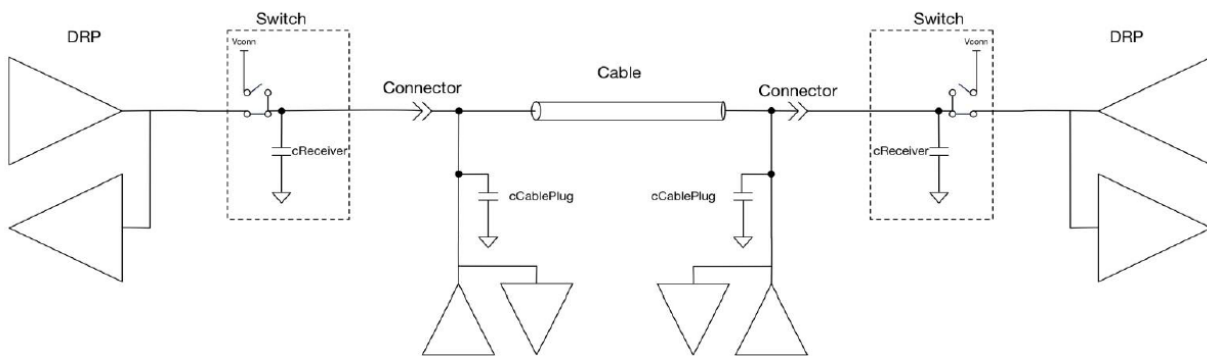 Switch
Switch
DRP
DRP
Vconn
Vconn
Cable
Connector
Connector
cReceiver
cReceiver
cCablePlug
cCablePlug